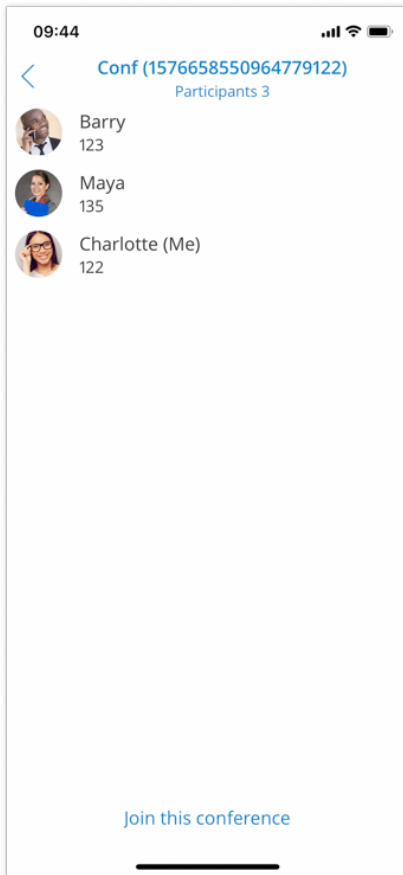 09:44
Conf (1576658550964779122)
Participants 3
Barry
123
Maya
135
Charlotte (Me)
122
Join this conference